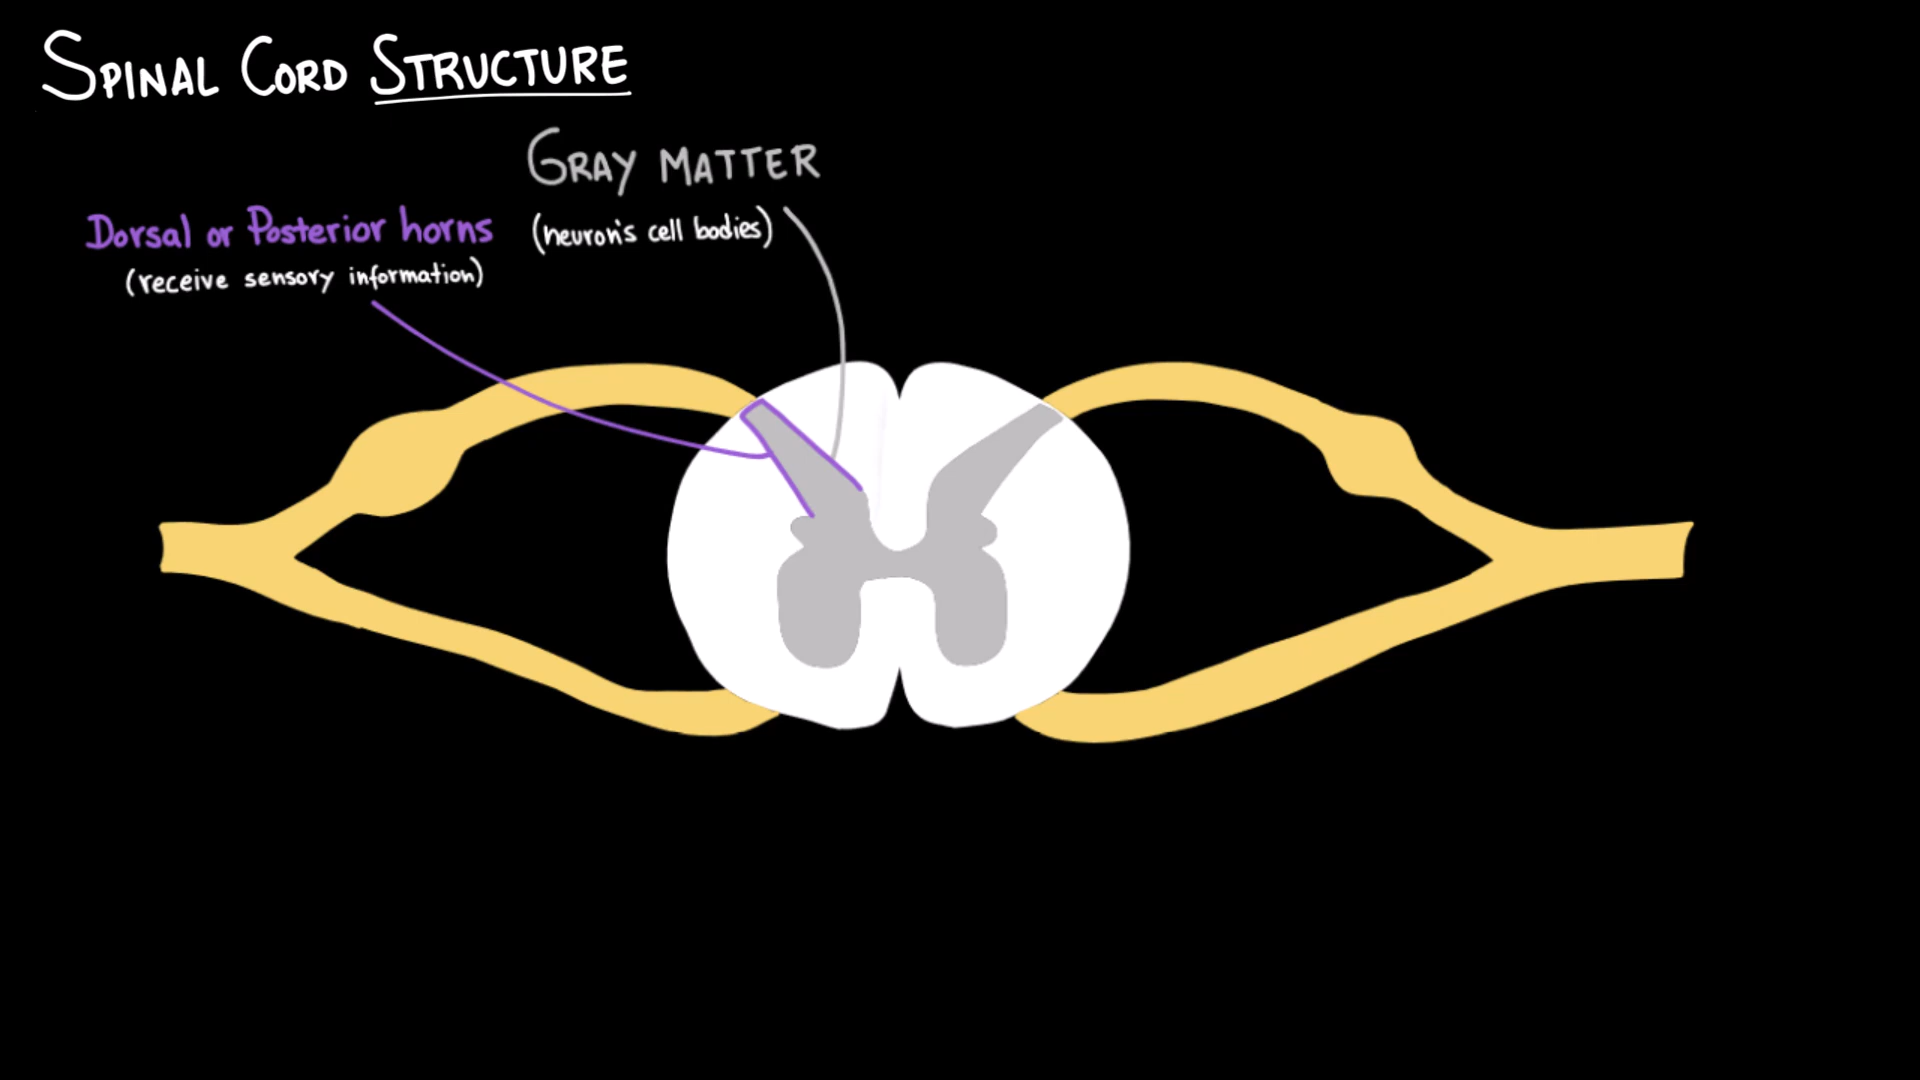 Spinal Cord Structure
Gray matter
(neuron's cell bodies)
Dorsal or Posterior horns
(receive sensory information)